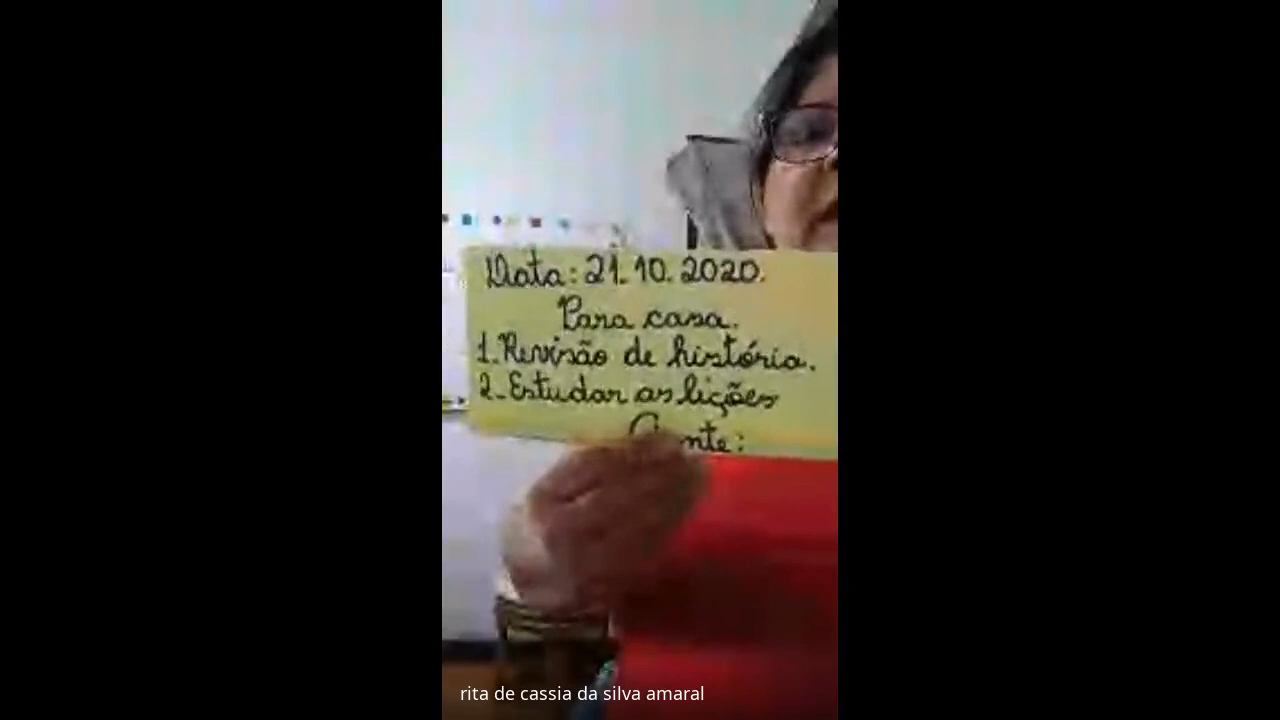 Data: 21.10.2020.
Para casa.
1. Revisão de história.
2. Estudar as lições
rita de cassia da silva amaral